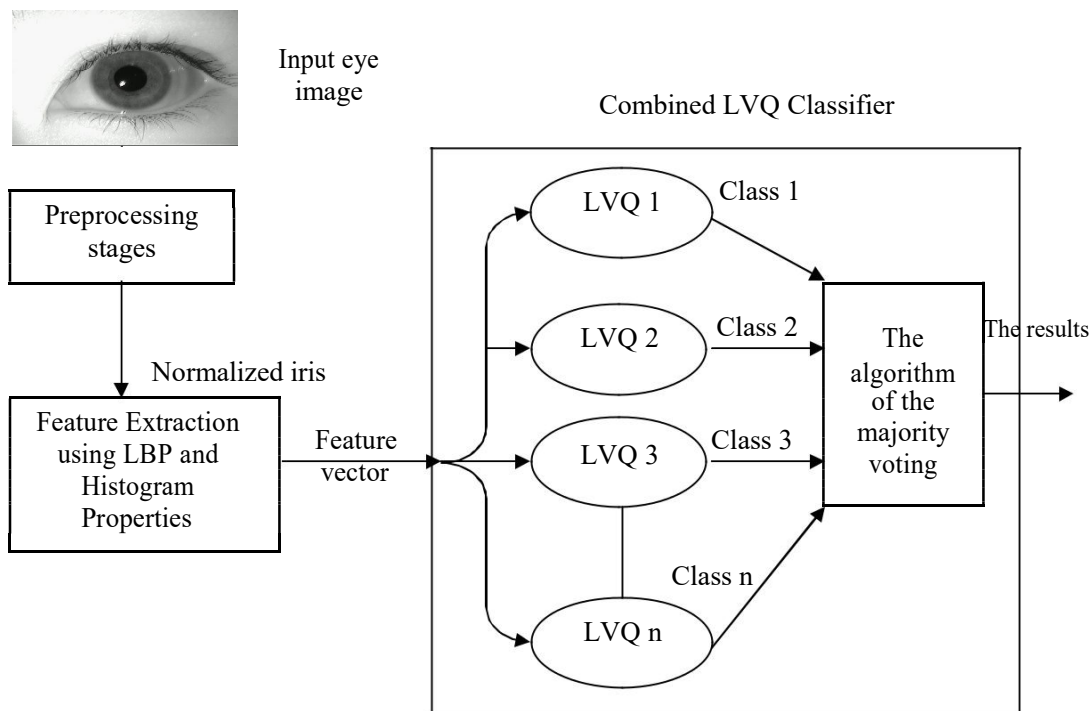 Input eye
image
Combined LVQ Classifier
Preprocessing
stages
Normalized iris
Feature Extraction
using LBP and
Histogram
Properties
Feature
vector
LVQ 1
Class 1
LVQ 2
Class 2
LVQ 3
Class 3
LVQ n
Class n
The
algorithm
of the
majority
voting
The results